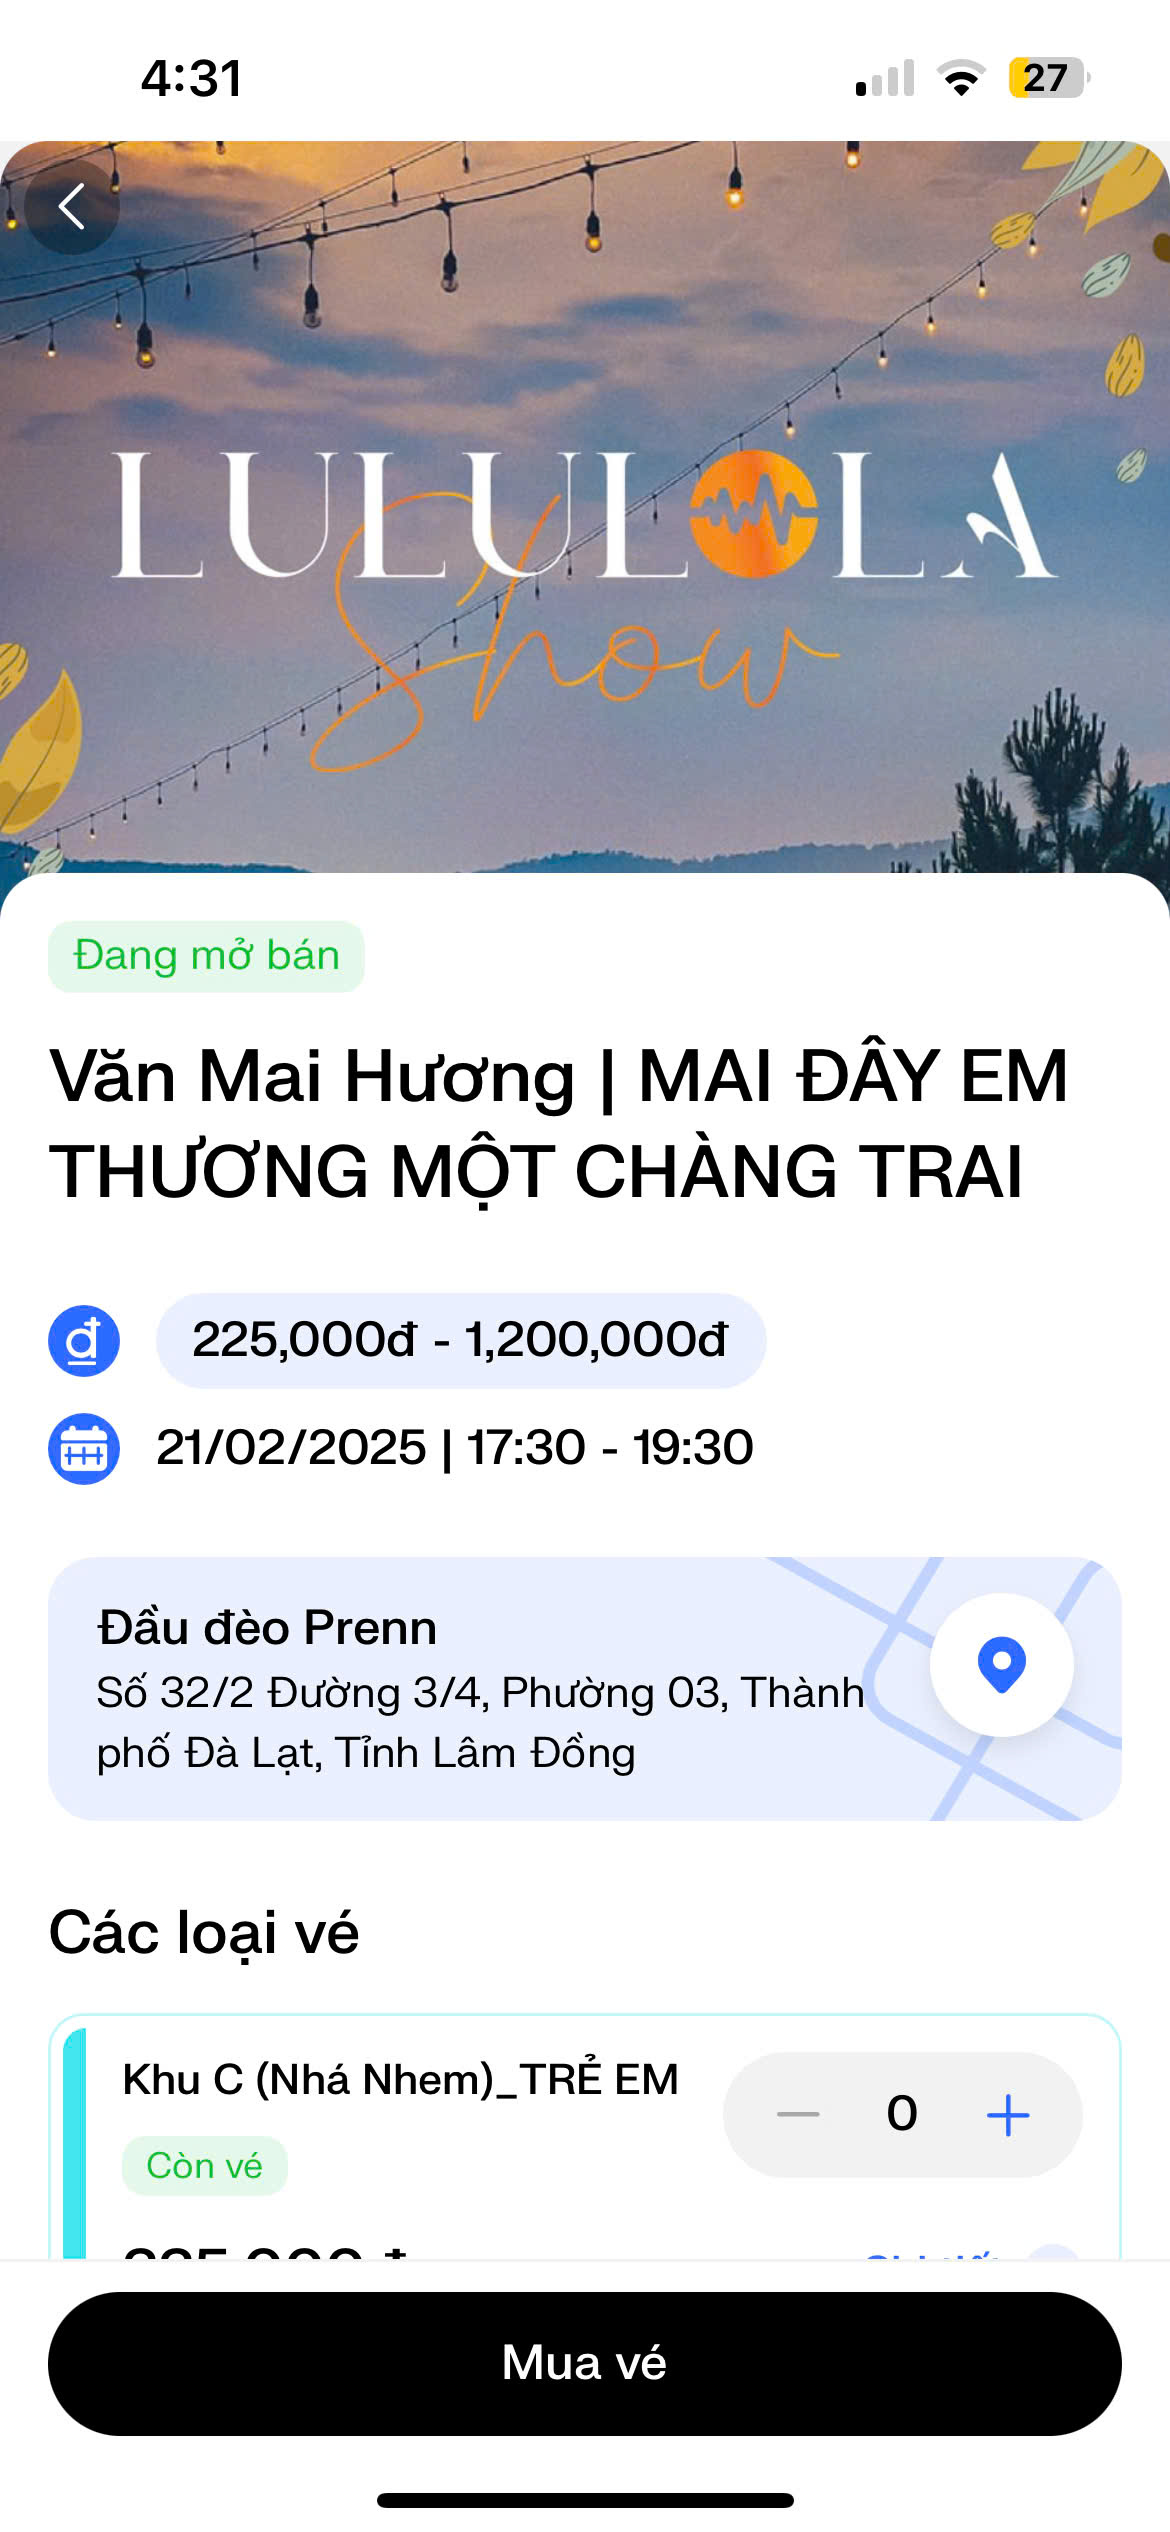 4:31
27
LULULOLA
Show
Đang mở bán
Văn Mai Hương | MAI ĐÂY EM
THƯƠNG MỘT CHÀNG TRAI
đ
225,000đ - 1,200,000đ
21/02/2025 | 17:30 - 19:30
Đầu đèo Prenn
Số 32/2 Đường 3/4, Phường 03, Thành
phố Đà Lạt, Tỉnh Lâm Đồng
Các loại vé
Khu C (Nhá Nhem)_TRẺ EM
0
Còn vé
Mua vé